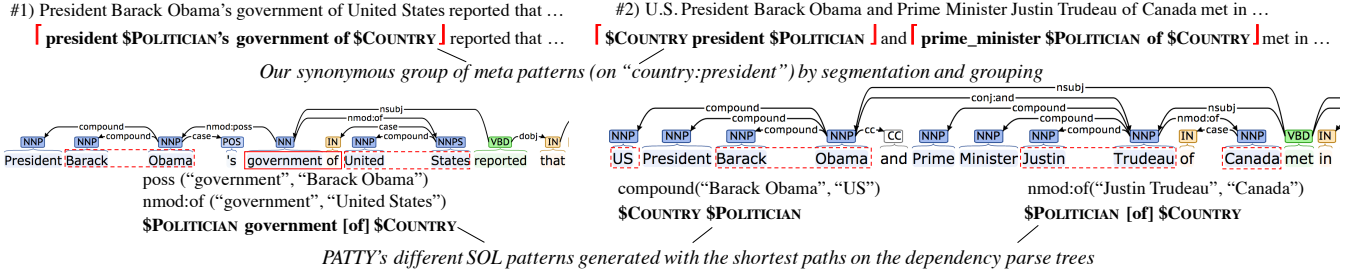 #1) President Barack Obama's government of United States reported that …
president $POLITICIAN's government of $COUNTRY reported that …
#2) U.S. President Barack Obama and Prime Minister Justin Trudeau of Canada met in …
$COUNTRY president $POLITICIAN and prime_minister $POLITICIAN of $COUNTRY met in …
Our synonymous group of meta patterns (on “country:president”) by segmentation and grouping
nsubj
nmod:of
compound nmod:poss case
NNP NNP compound NNP case POS NN IN NNP compound NNPS VBD dobj IN
President Barack Obama 's government of United States reported that
poss (“government”, “Barack Obama”)
nmod:of (“government”, “United States”)
$POLITICIAN government [of] $COUNTRY
nsubj
conj:and
compound compound nsubj
nmod:of
NNP NNP NNP compound NNP cc CC NNP NNP NNP compound NNP IN case NNP VBD IN
US President Barack Obama and Prime Minister Justin Trudeau of Canada met in
compound(“Barack Obama”, “US”)
$COUNTRY $POLITICIAN
nmod:of(“Justin Trudeau”, “Canada”)
$POLITICIAN [of] $COUNTRY
PATTY's different SOL patterns generated with the shortest paths on the dependency parse trees